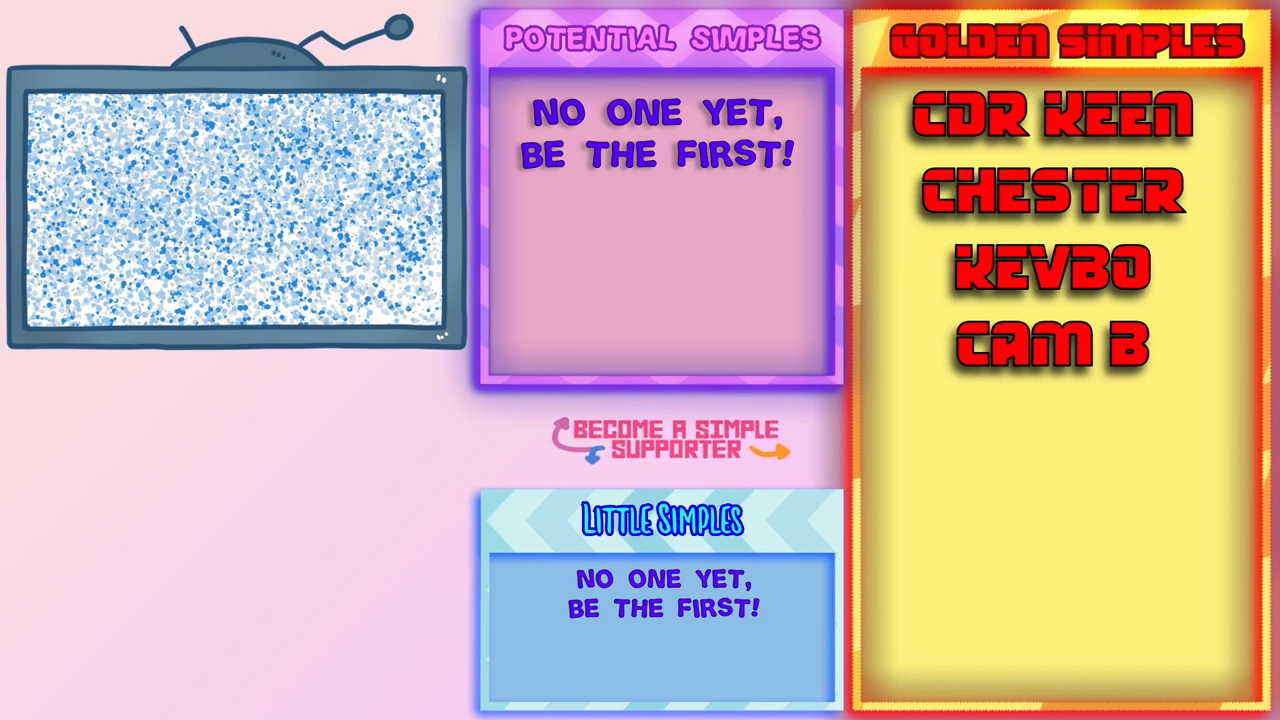 POTENTIAL SIMPLES
NO ONE YET,
BE THE FIRST!
BECOME A SIMPLE
SUPPORTER
LITTLE SIMPLES
NO ONE YET,
BE THE FIRST!
GOLDEN SIMPLES
CDR KEEN
CHESTER
KEVBO
CAM B